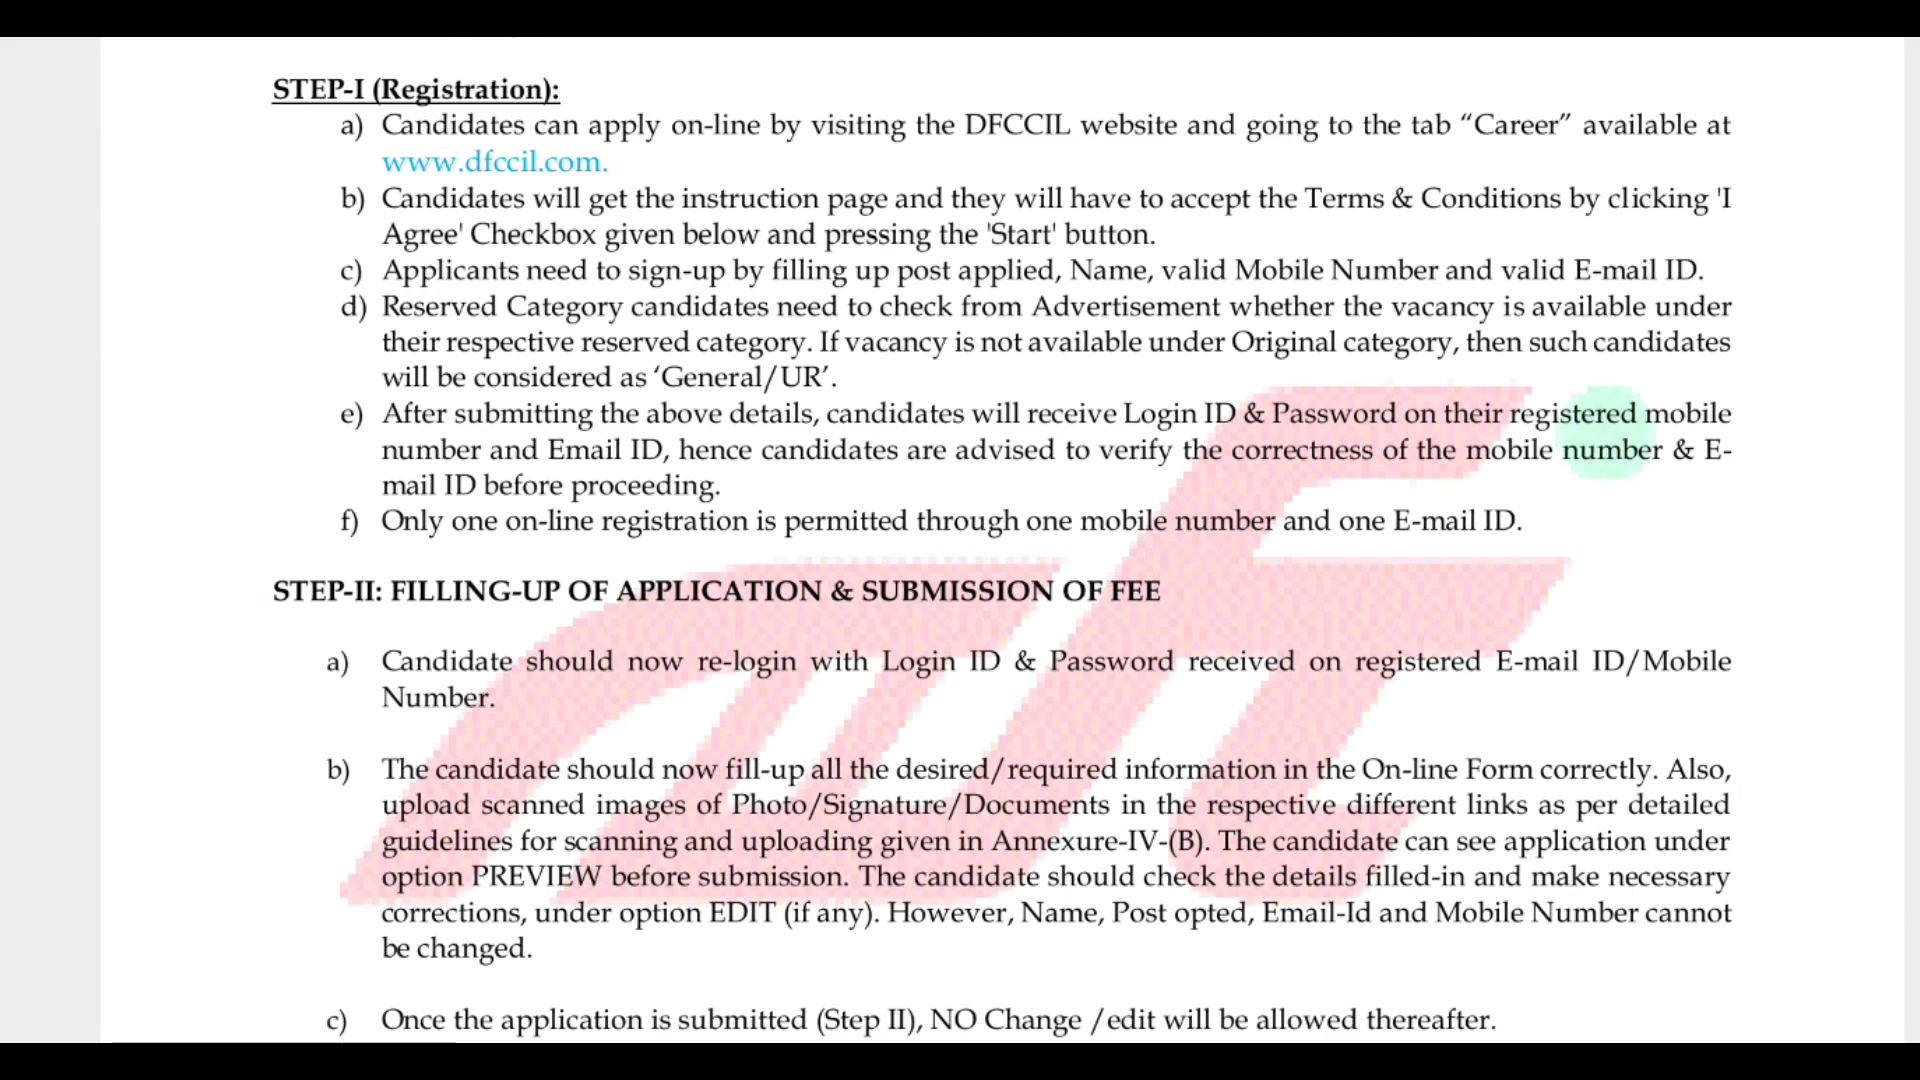 STEP-I (Registration):
a) Candidates can apply on-line by visiting the DFCCIL website and going to the tab “Career” available at
www.dfccil.com.
b) Candidates will get the instruction page and they will have to accept the Terms & Conditions by clicking 'I
Agree' Checkbox given below and pressing the 'Start' button.
c) Applicants need to sign-up by filling up post applied, Name, valid Mobile Number and valid E-mail ID.
d) Reserved Category candidates need to check from Advertisement whether the vacancy is available under
their respective reserved category. If vacancy is not available under Original category, then such candidates
will be considered as ‘General/UR’.
e) After submitting the above details, candidates will receive Login ID & Password on their registered mobile
number and Email ID, hence candidates are advised to verify the correctness of the mobile number & E-
mail ID before proceeding.
f) Only one on-line registration is permitted through one mobile number and one E-mail ID.
STEP-II: FILLING-UP OF APPLICATION & SUBMISSION OF FEE
a) Candidate should now re-login with Login ID & Password received on registered E-mail ID/Mobile
Number.
b) The candidate should now fill-up all the desired/required information in the On-line Form correctly. Also,
upload scanned images of Photo/Signature/Documents in the respective different links as per detailed
guidelines for scanning and uploading given in Annexure-IV-(B). The candidate can see application under
option PREVIEW before submission. The candidate should check the details filled-in and make necessary
corrections, under option EDIT (if any). However, Name, Post opted, Email-Id and Mobile Number cannot
be changed.
c) Once the application is submitted (Step II), NO Change /edit will be allowed thereafter.